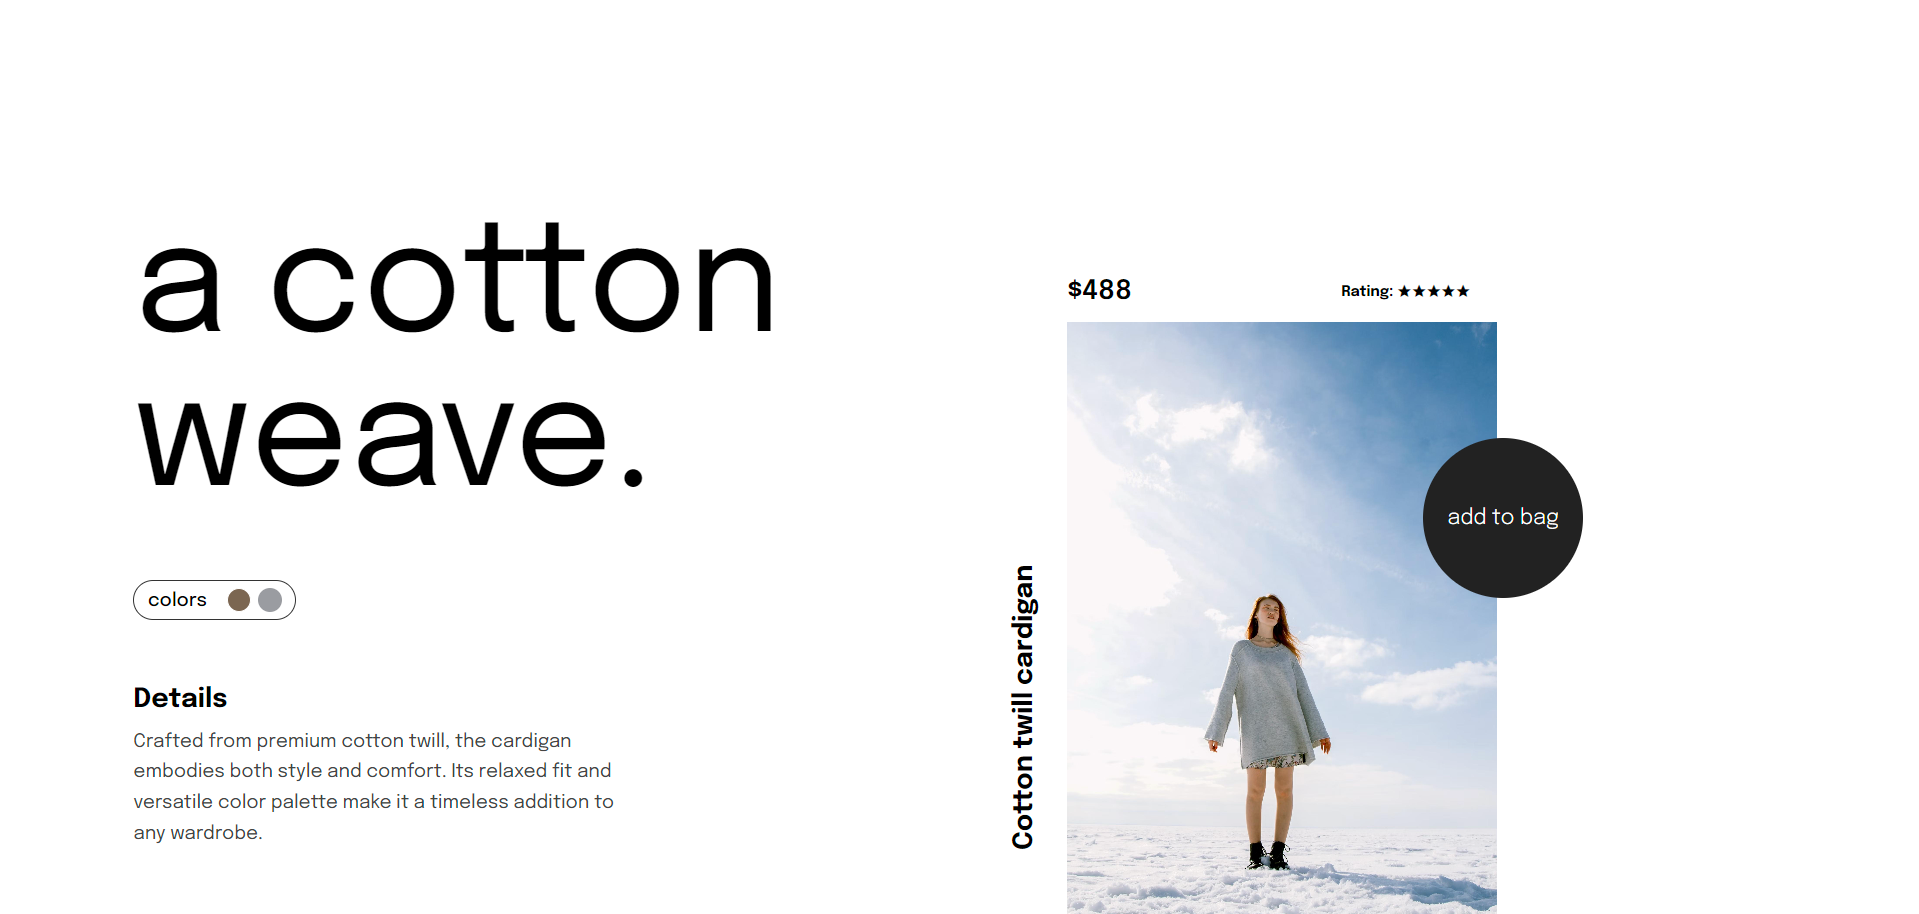 a cotton
weave.
colors
Details
Crafted from premium cotton twill, the cardigan
embodies both style and comfort. Its relaxed fit and
versatile color palette make it a timeless addition to
any wardrobe.
$488
Rating: ★★★★★
Cotton twill cardigan
add to bag